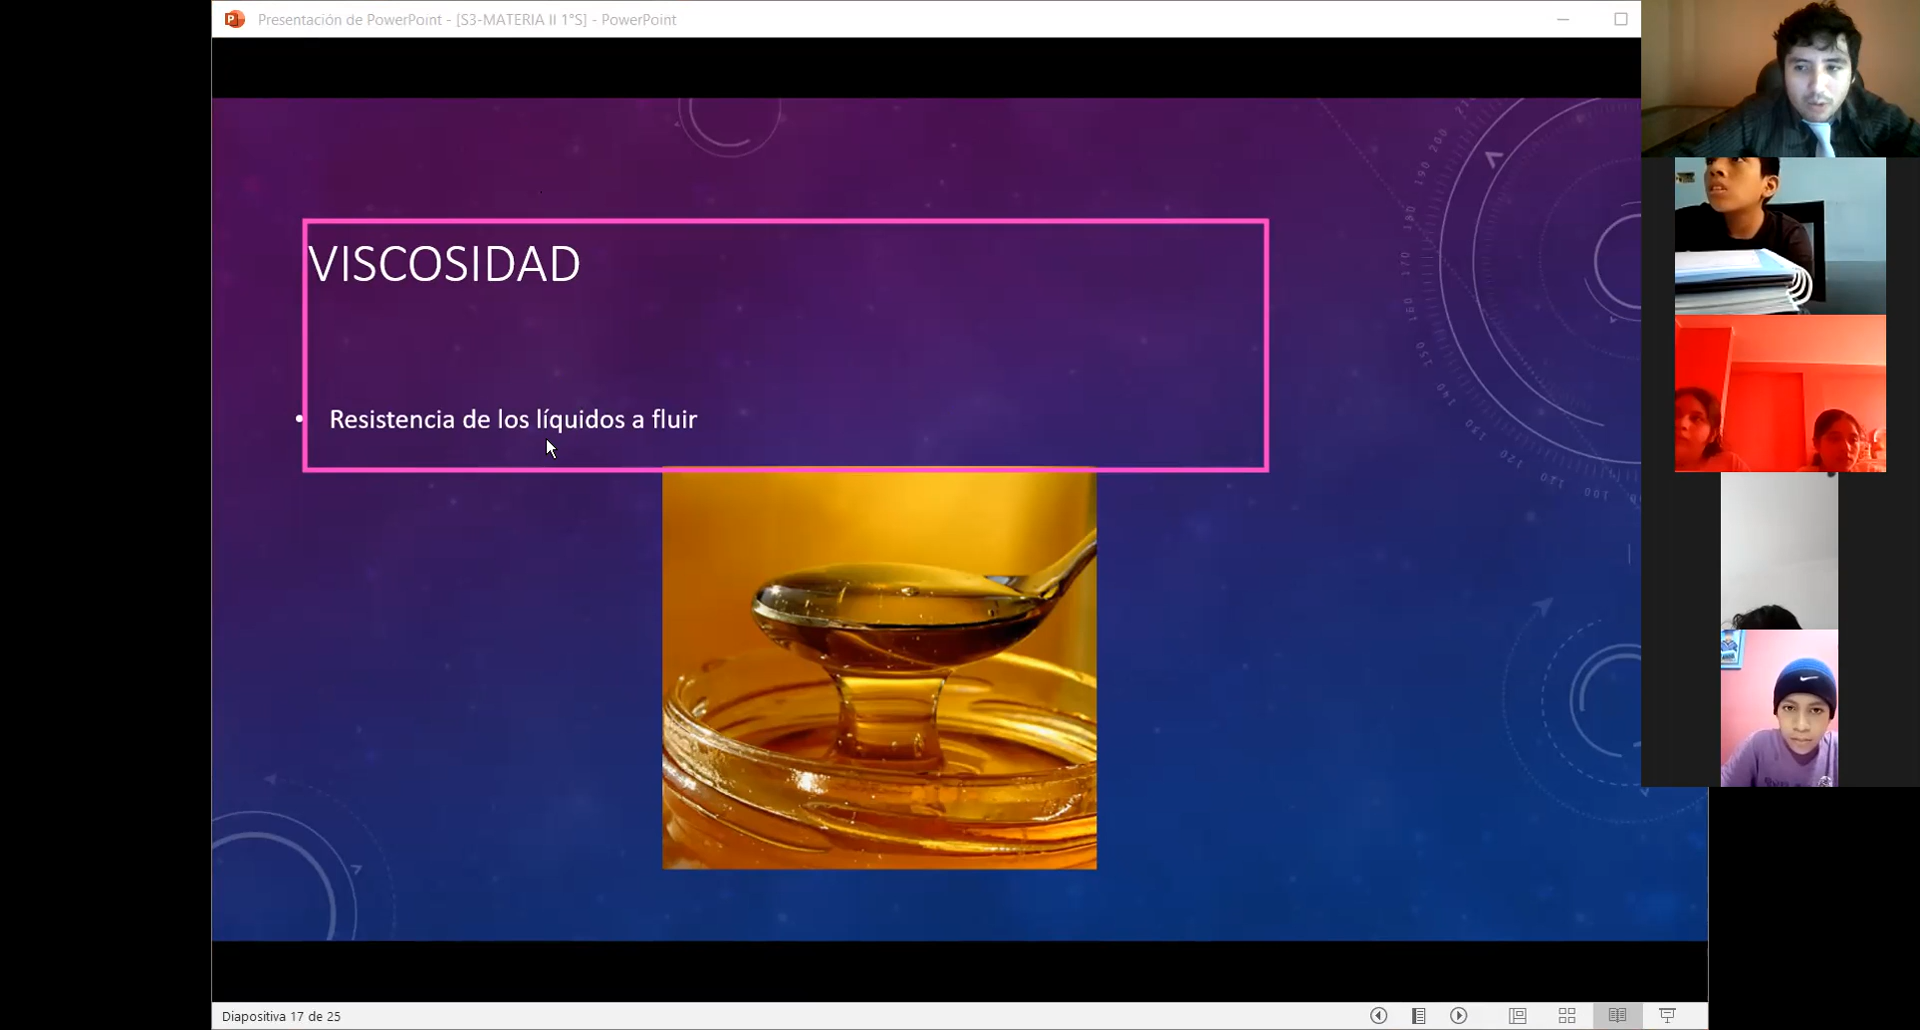 Presentación de PowerPoint - [S3-MATERIA II 1°S] - PowerPoint
VISCOSIDAD
• Resistencia de los líquidos a fluir
Diapositiva 17 de 25